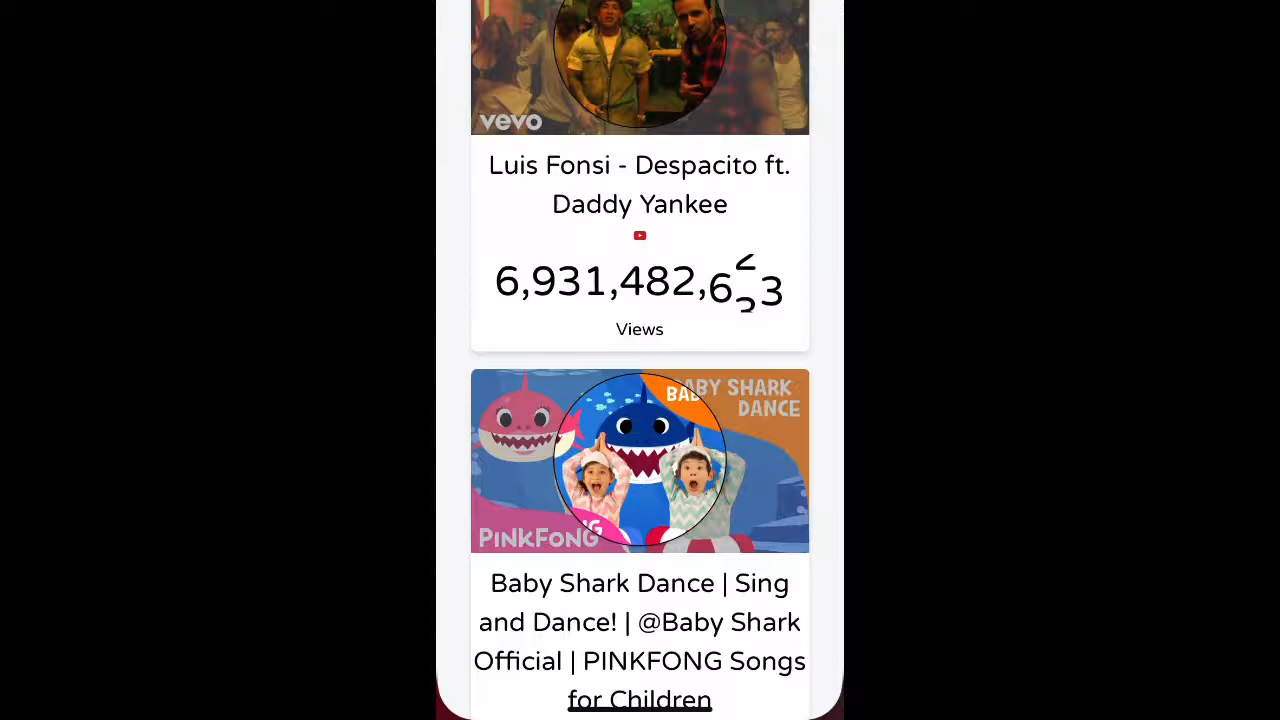 vevo
Luis Fonsi - Despacito ft.
Daddy Yankee
6,931,482,6 3
Views
BABY SHARK
DANCE
PINKFONG
Baby Shark Dance | Sing
and Dance! | @Baby Shark
Official | PINKFONG Songs
for Children